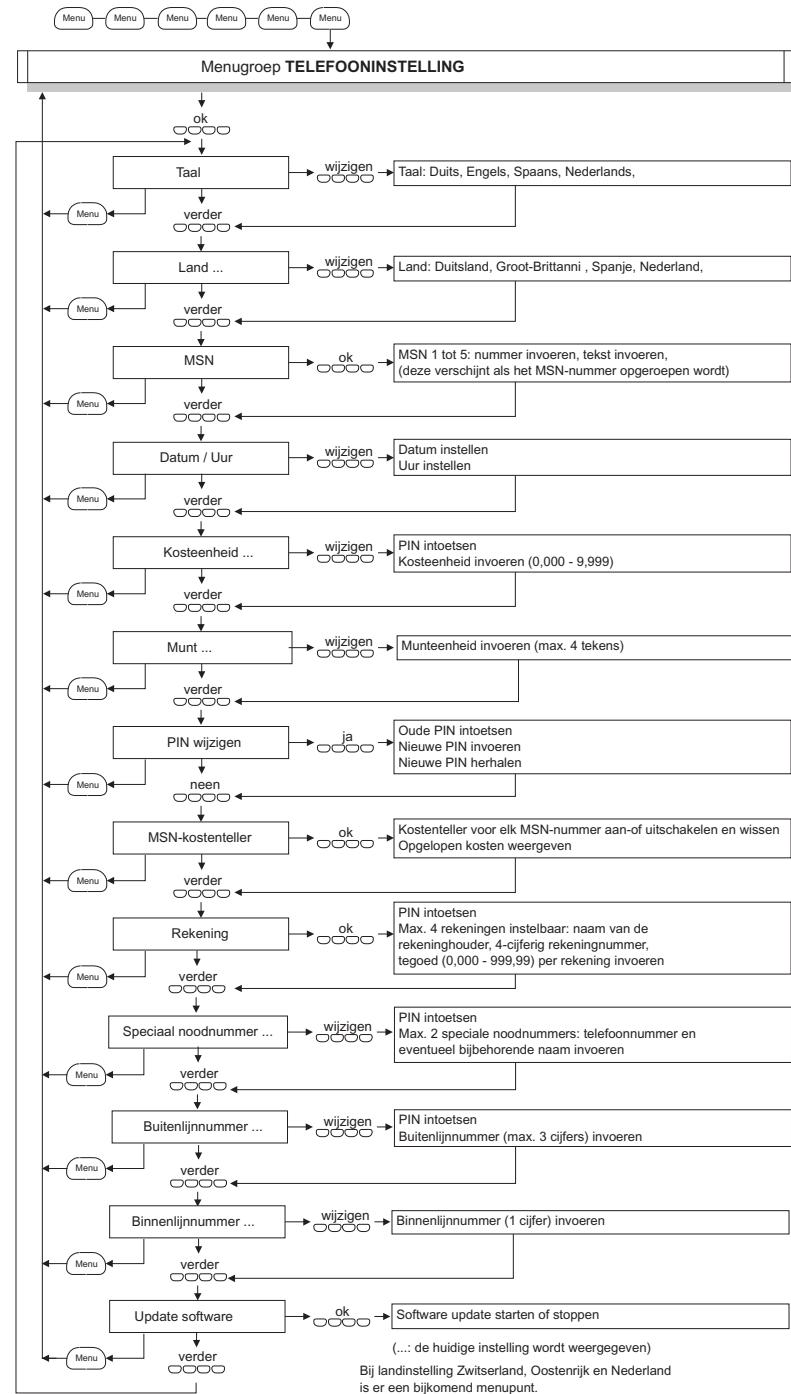 Menu Menu Menu Menu Menu Menu
Menugroep TELEFOONINSTELLING
ok
Taal
wijzigen
Taal: Duits, Engels, Spaans, Nederlands,
Menu
verder
Land ...
wijzigen
Land: Duitsland, Groot-Brittanni , Spanje, Nederland,
Menu
verder
MSN
ok
MSN 1 tot 5: nummer invoeren, tekst invoeren,
(deze verschijnt als het MSN-nummer opgeroepen wordt)
Menu
verder
Datum / Uur
wijzigen
Datum instellen
Uur instellen
Menu
verder
Kosteenheid ...
wijzigen
PIN intoetsen
Kosteenheid invoeren (0,000 - 9,999)
Menu
verder
Munt ...
wijzigen
Munteenheid invoeren (max. 4 tekens)
Menu
verder
PIN wijzigen
ja
Oude PIN intoetsen
Nieuwe PIN invoeren
Nieuwe PIN herhalen
Menu
neen
MSN-kostenteller
ok
Kostenteller voor elk MSN-nummer aan-of uitschakelen en wissen
Opgelopen kosten weergeven
Menu
verder
Rekening
ok
PIN intoetsen
Max. 4 rekeningen instelbaar: naam van de
rekeninghouder, 4-cijferig rekeningnummer,
tegoed (0,000 - 999,99) per rekening invoeren
Menu
verder
Speciaal noodnummer ...
wijzigen
PIN intoetsen
Max. 2 speciale noodnummers: telefoonnummer en
eventueel bijbehorende naam invoeren
Menu
verder
Buitenlijnnummer ...
wijzigen
PIN intoetsen
Buitenlijnnummer (max. 3 cijfers) invoeren
Menu
verder
Binnenlijnnummer ...
wijzigen
Binnenlijnnummer (1 cijfer) invoeren
Menu
verder
Update software
ok
Software update starten of stoppen
Menu
verder
(...: de huidige instelling wordt weergegeven)
Bij landinstelling Zwitserland, Oostenrijk en Nederland
is er een bijkomend menupunt.